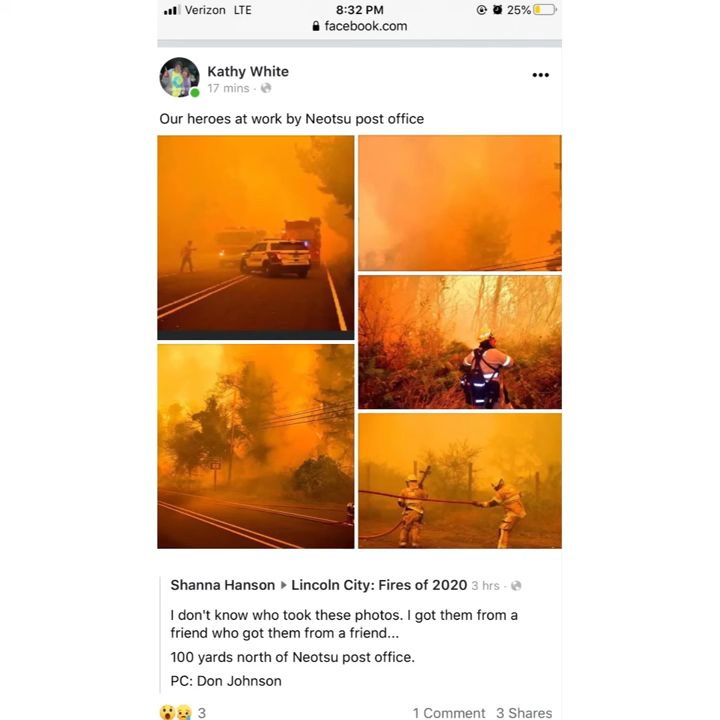 Verizon LTE 8:32 PM 25%
facebook.com
Kathy White
17 mins ·
Our heroes at work by Neotsu post office
Shanna Hanson ▸ Lincoln City: Fires of 2020 3 hrs ·
I don't know who took these photos. I got them from a
friend who got them from a friend...
100 yards north of Neotsu post office.
PC: Don Johnson
3 1 Comment 3 Shares